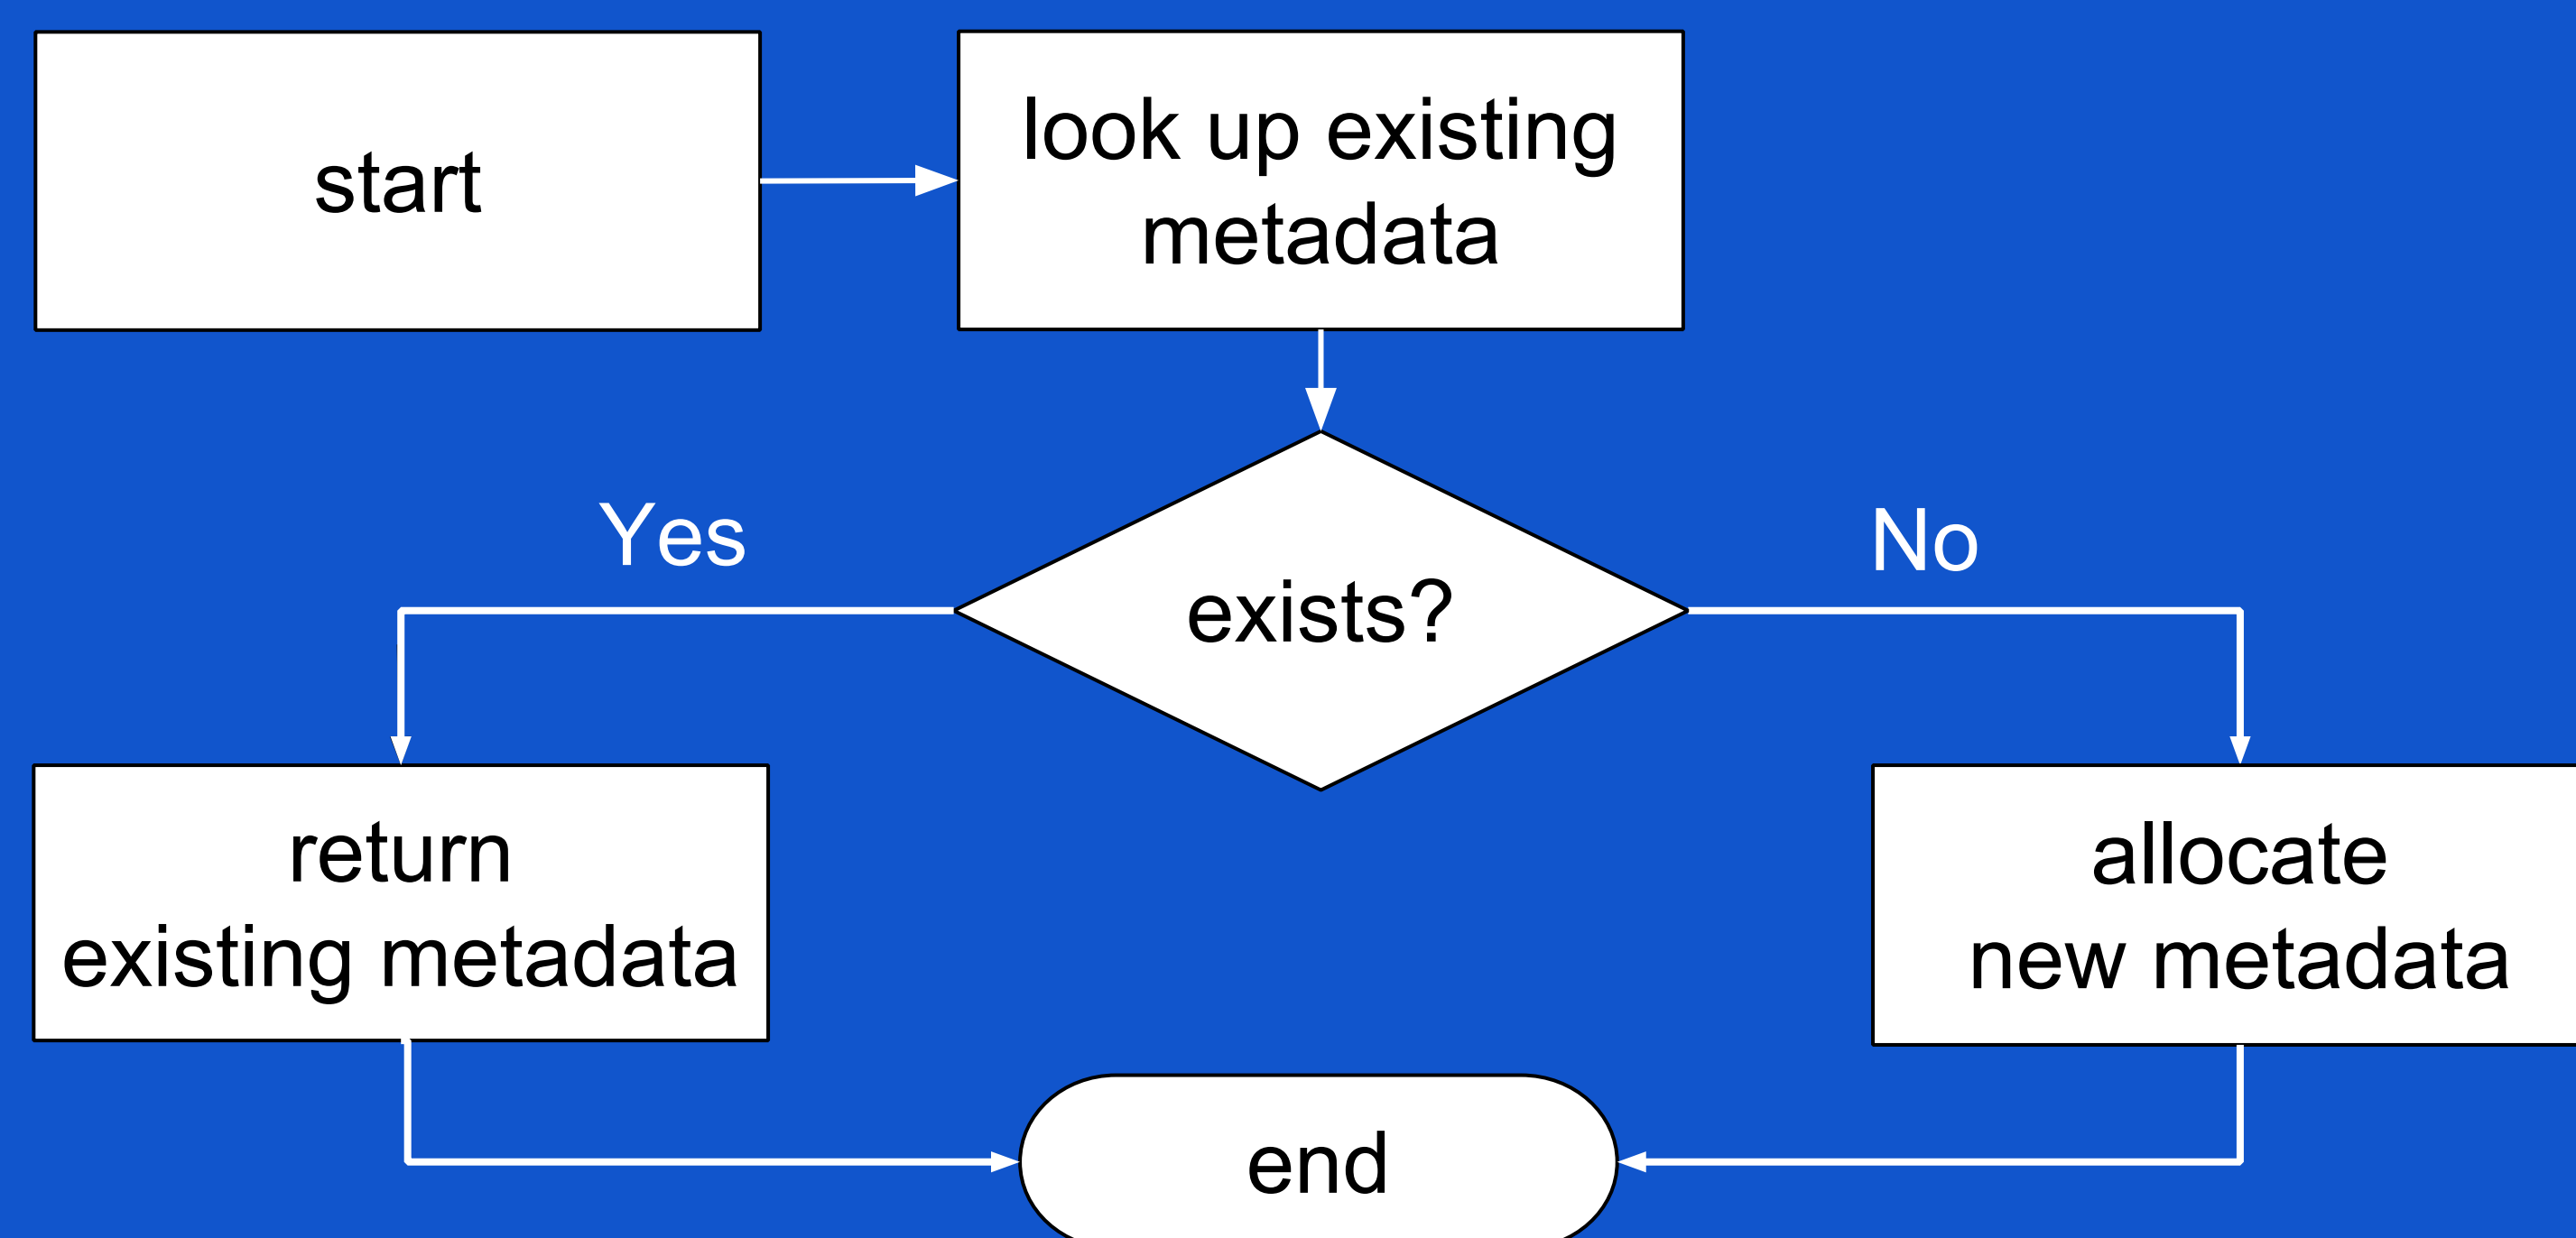 start
look up existing
metadata
Yes
No
exists?
return
existing metadata
allocate
new metadata
end